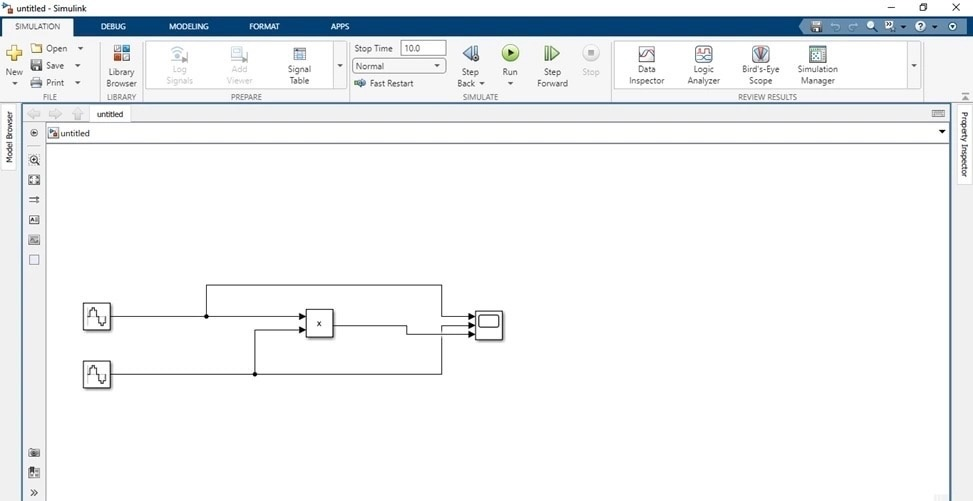 untitled - Simulink
SIMULATION DEBUG MODELING FORMAT APPS
New
Open
Save
Print
FILE
Library Browser
LIBRARY
Log Signals
Add Viewer
Signal Table
PREPARE
Stop Time 10.0
Normal
Fast Restart
Step Back
Run
Step Forward
Stop
SIMULATE
Data Inspector
Logic Analyzer
Bird's-Eye Scope
Simulation Manager
REVIEW RESULTS
Model Browser
untitled
untitled
Property Inspector
x